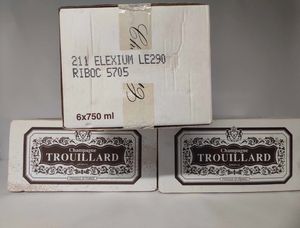 211 ELEXIUM LE290
RIBOC 5705
6x750 ml
Champagne
TROUILLARD
Champagne
TROUILLARD